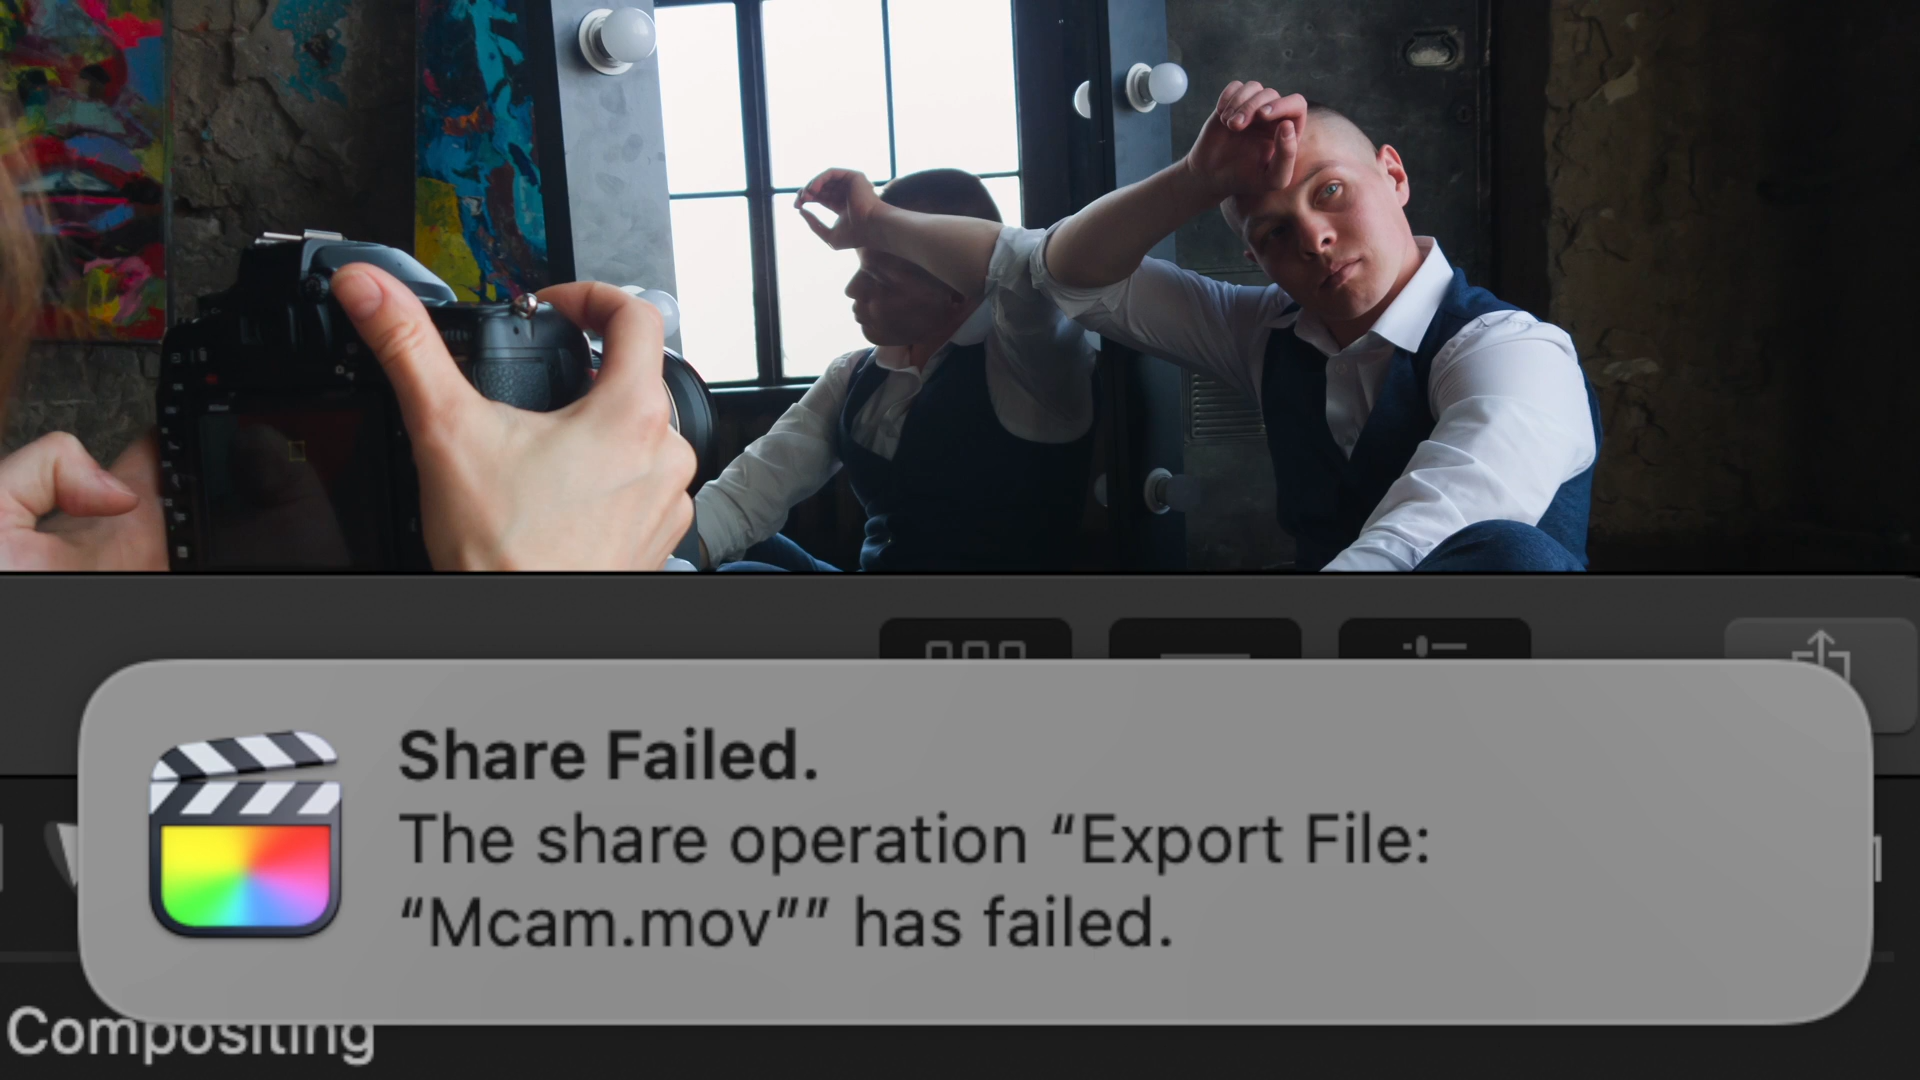 Share Failed.
The share operation “Export File:
“Mcam.mov”” has failed.
Compositing